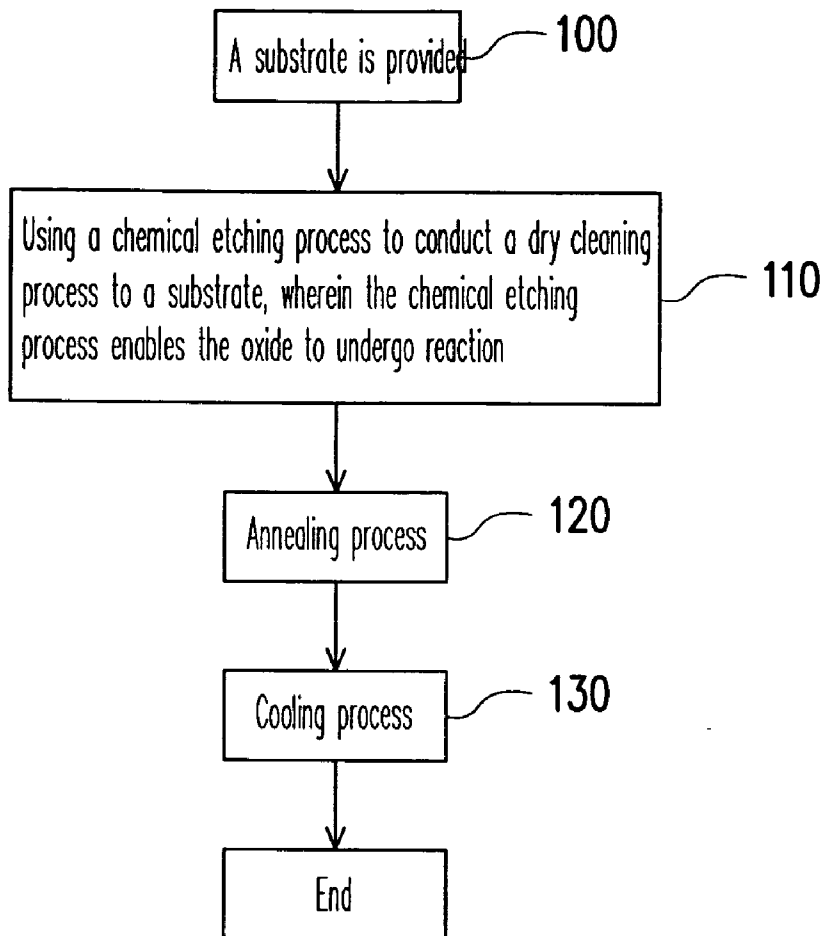 A substrate is provided
100
Using a chemical etching process to conduct a dry cleaning
process to a substrate, wherein the chemical etching
process enables the oxide to undergo reaction
110
Annealing process
120
Cooling process
130
End